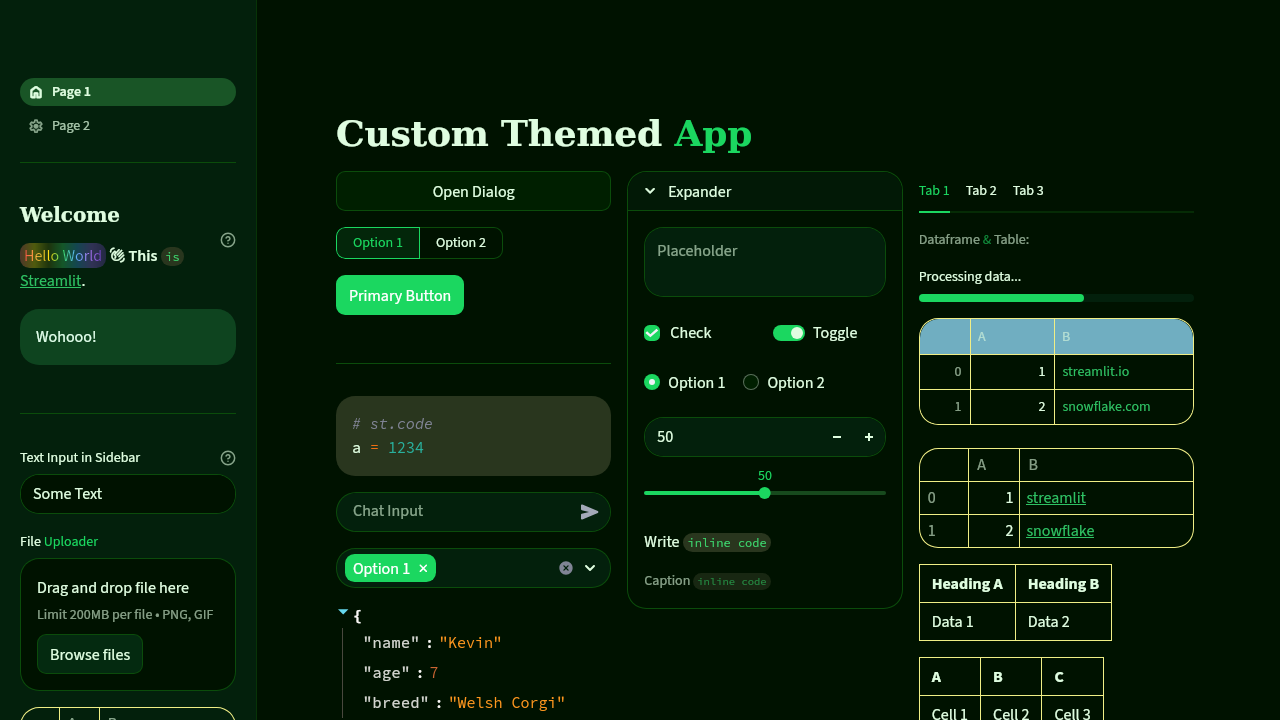 Page 1
Page 2
Welcome
Hello World 👋 This is
Streamlit.
Wohooo!
Text Input in Sidebar
Some Text
File Uploader
Drag and drop file here
Limit 200MB per file • PNG, GIF
Browse files
Custom Themed App
Open Dialog
Option 1 Option 2
Primary Button
# st.code
a = 1234
Chat Input
Option 1
{
"name" : "Kevin"
"age" : 7
"breed" : "Welsh Corgi"
Expander
Placeholder
Check Toggle
Option 1 Option 2
50
50
Write inline code
Caption inline code
Tab 1 Tab 2 Tab 3
Dataframe & Table:
Processing data...
A B
0 1 streamlit.io
1 2 snowflake.com
A B
0 1 streamlit
1 2 snowflake
Heading A Heading B
Data 1 Data 2
A B C
Cell 1 Cell 2 Cell 3